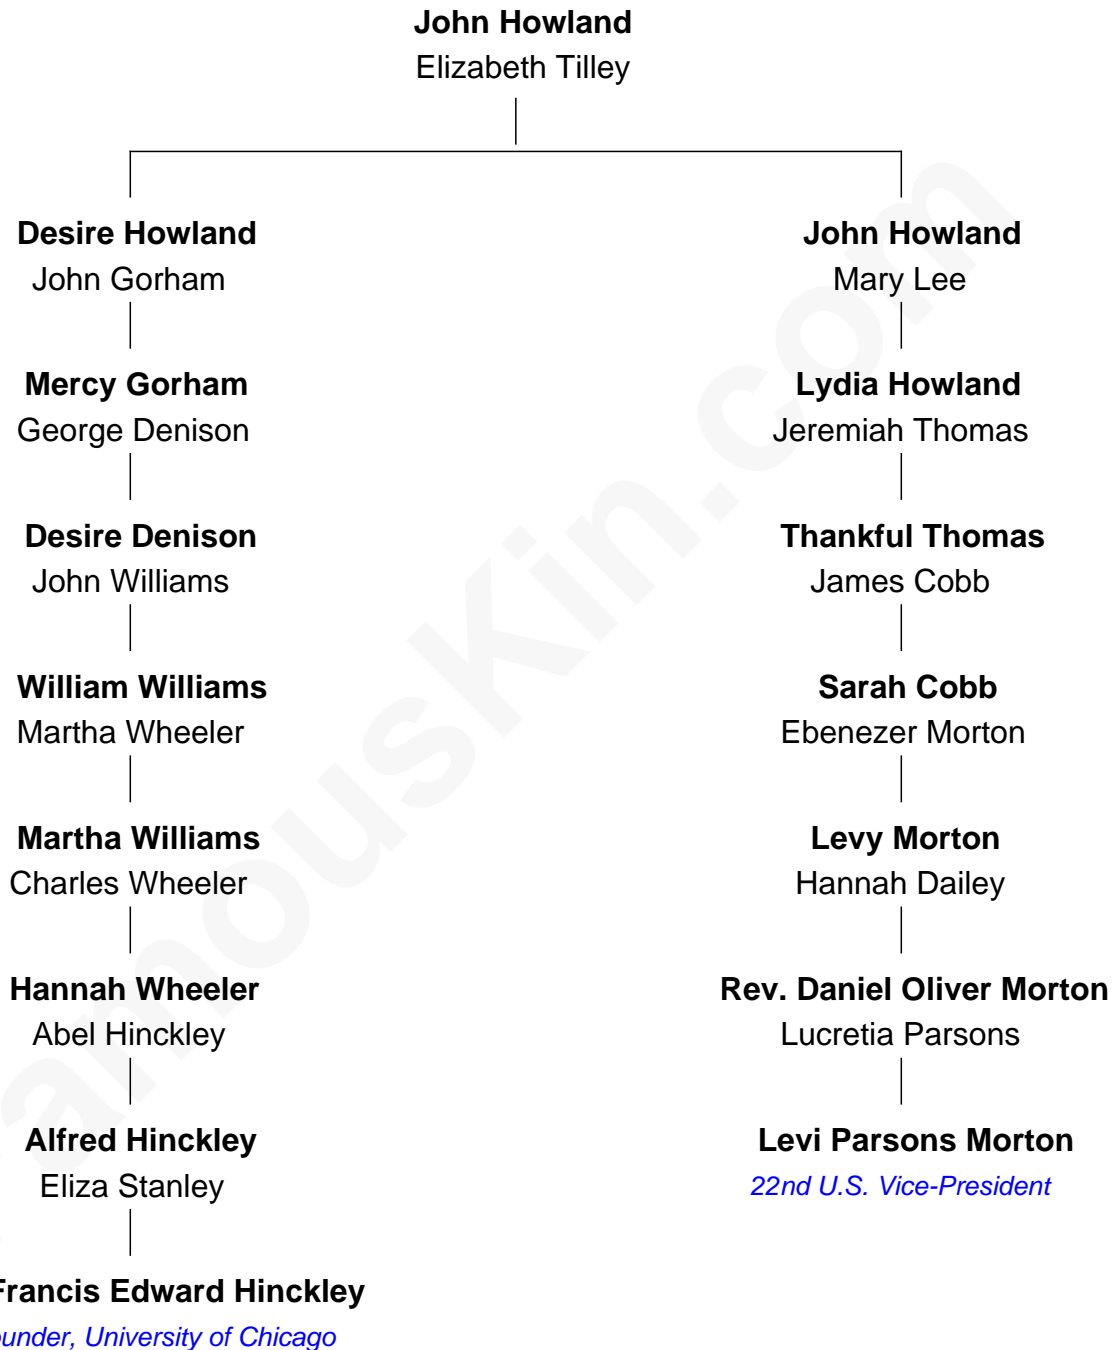 John Howland
Elizabeth Tilley
Desire Howland
John Gorham
John Howland
Mary Lee
Mercy Gorham
George Denison
Lydia Howland
Jeremiah Thomas
Desire Denison
John Williams
Thankful Thomas
James Cobb
William Williams
Martha Wheeler
Sarah Cobb
Ebenezer Morton
Martha Williams
Charles Wheeler
Levy Morton
Hannah Dailey
Hannah Wheeler
Abel Hinckley
Rev. Daniel Oliver Morton
Lucretia Parsons
Alfred Hinckley
Eliza Stanley
Levi Parsons Morton
22nd U.S. Vice-President
Francis Edward Hinckley
ounder, University of Chicago
amouskin.com